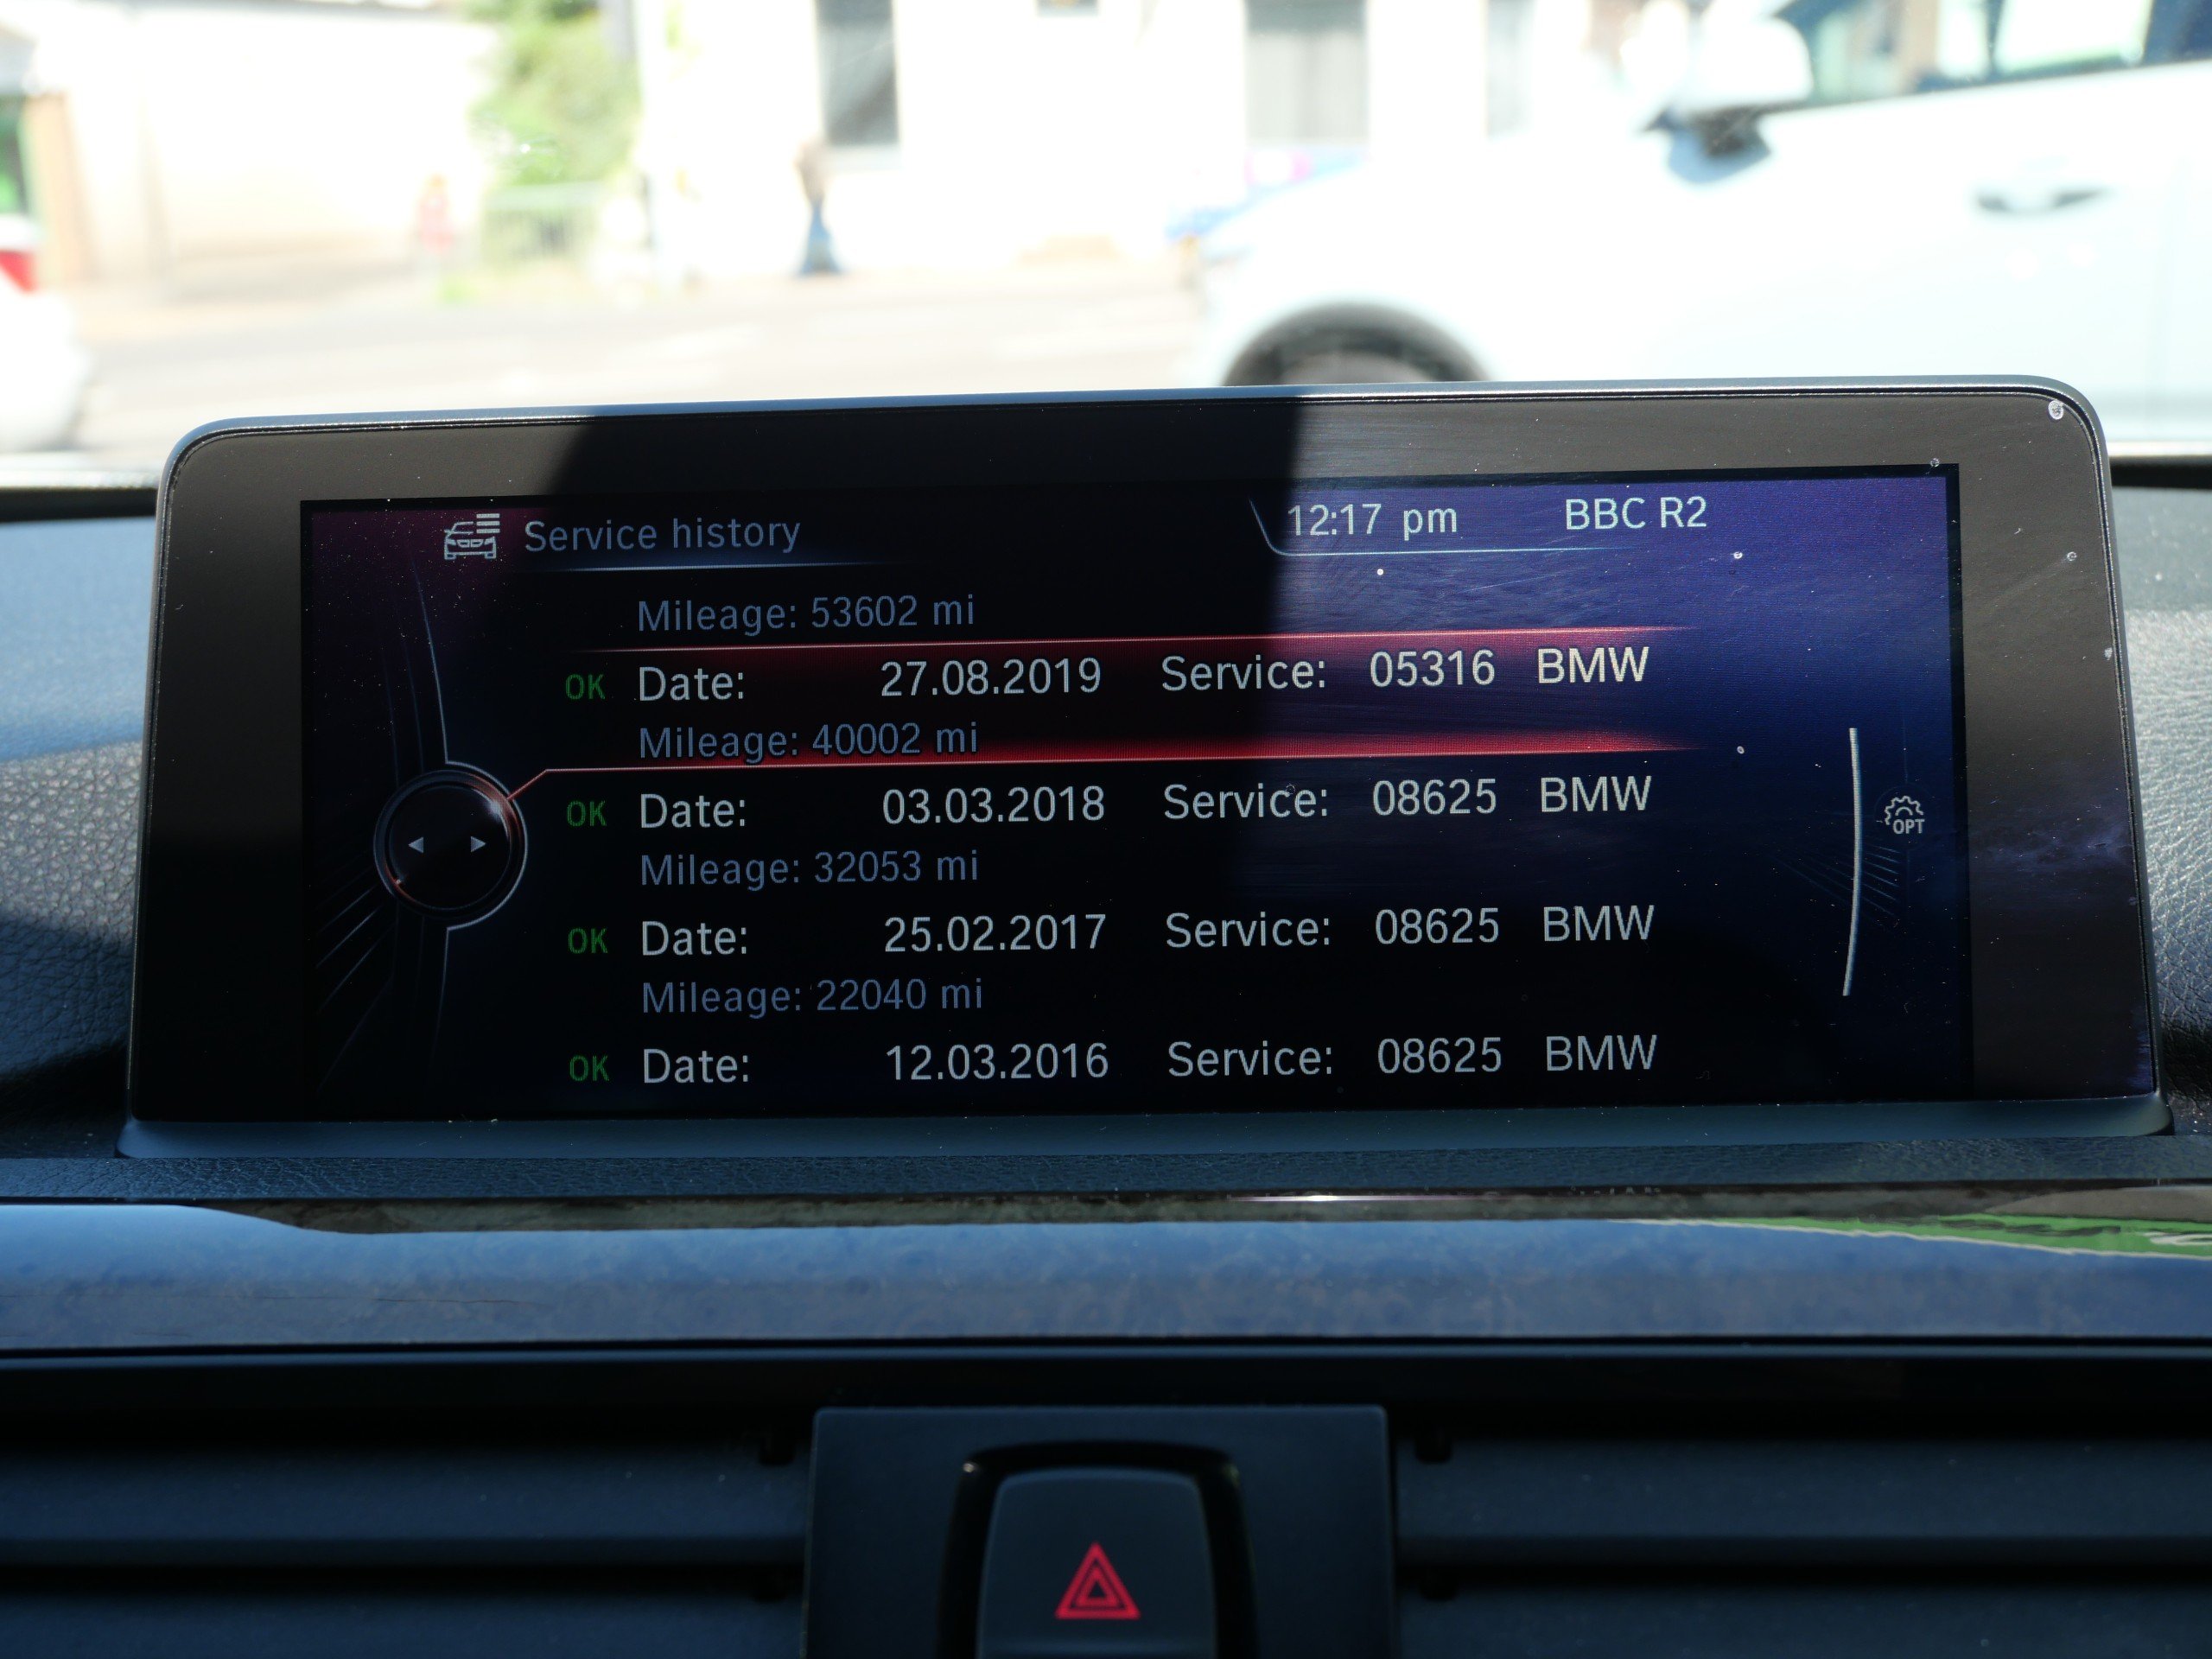 Service history 12:17 pm BBC R2
Mileage: 53602 mi
OK Date: 27.08.2019 Service: 05316 BMW
Mileage: 40002 mi
OK Date: 03.03.2018 Service: 08625 BMW
Mileage: 32053 mi
OPT
OK Date: 25.02.2017 Service: 08625 BMW
Mileage: 22040 mi
OK Date: 12.03.2016 Service: 08625 BMW